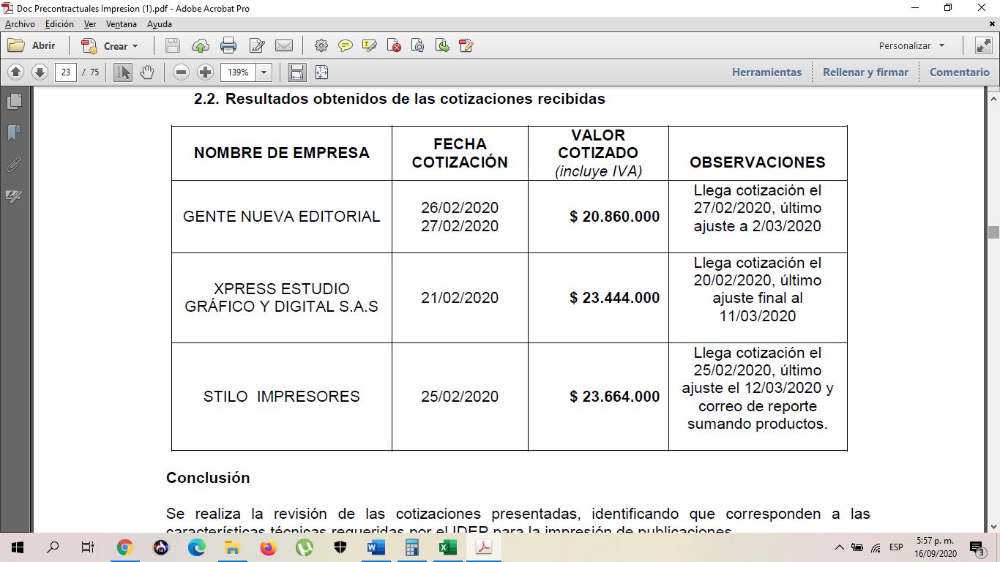 Doc Precontractuales Impresion (1).pdf - Adobe Acrobat Pro
Archivo Edición Ver Ventana Ayuda
Abrir Crear Personalizar
23 / 75 139% Herramientas Rellenar y firmar Comentario
2.2. Resultados obtenidos de las cotizaciones recibidas
NOMBRE DE EMPRESA
FECHA
COTIZACIÓN
VALOR
COTIZADO
(incluye IVA)
OBSERVACIONES
GENTE NUEVA EDITORIAL
26/02/2020
27/02/2020
$ 20.860.000
Llega cotización el
27/02/2020, último
ajuste a 2/03/2020
XPRESS ESTUDIO
GRÁFICO Y DIGITAL S.A.S
21/02/2020
$ 23.444.000
Llega cotización el
20/02/2020, último
ajuste final al
11/03/2020
STILO IMPRESORES
25/02/2020
$ 23.664.000
Llega cotización el
25/02/2020, último
ajuste el 12/03/2020 y
correo de reporte
sumando productos.
Conclusión
Se realiza la revisión de las cotizaciones presentadas, identificando que corresponden a las
características técnicas requeridas por el IDEP para la impresión de publicaciones
ESP
5:57 p. m.
16/09/2020
3